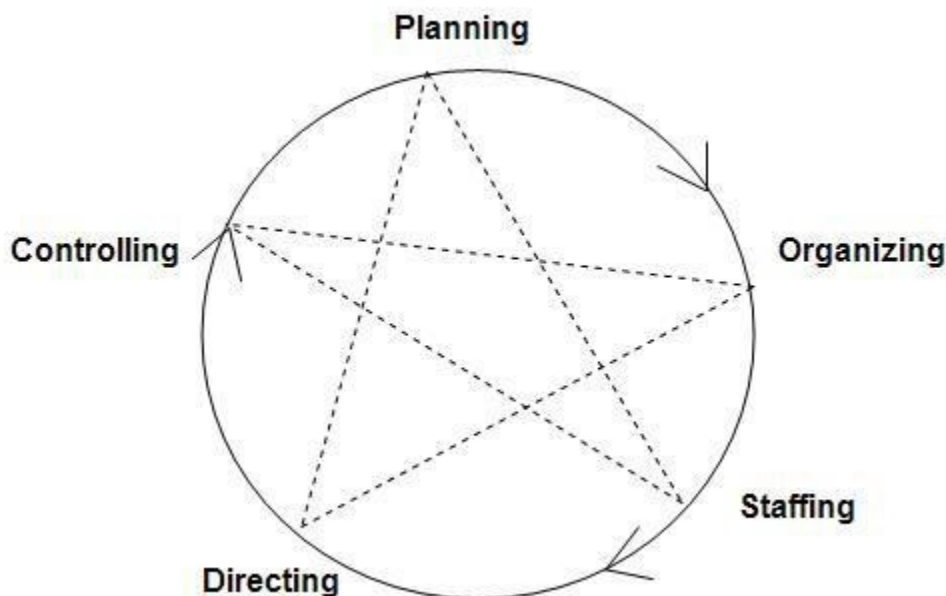 Planning
Controlling
Organizing
Staffing
Directing